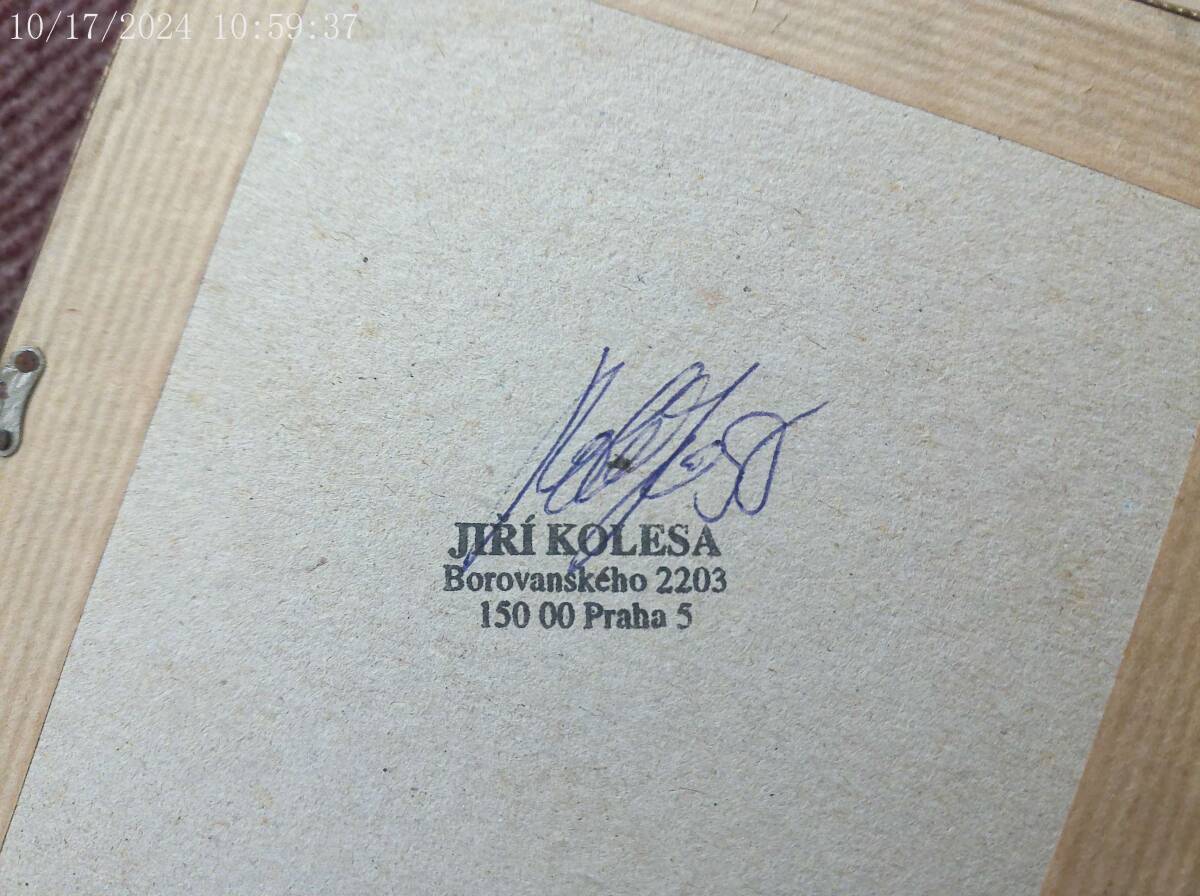 10/17/2024 10:59:37
JIŘÍ KOLESA
Borovanského 2203
150 00 Praha 5